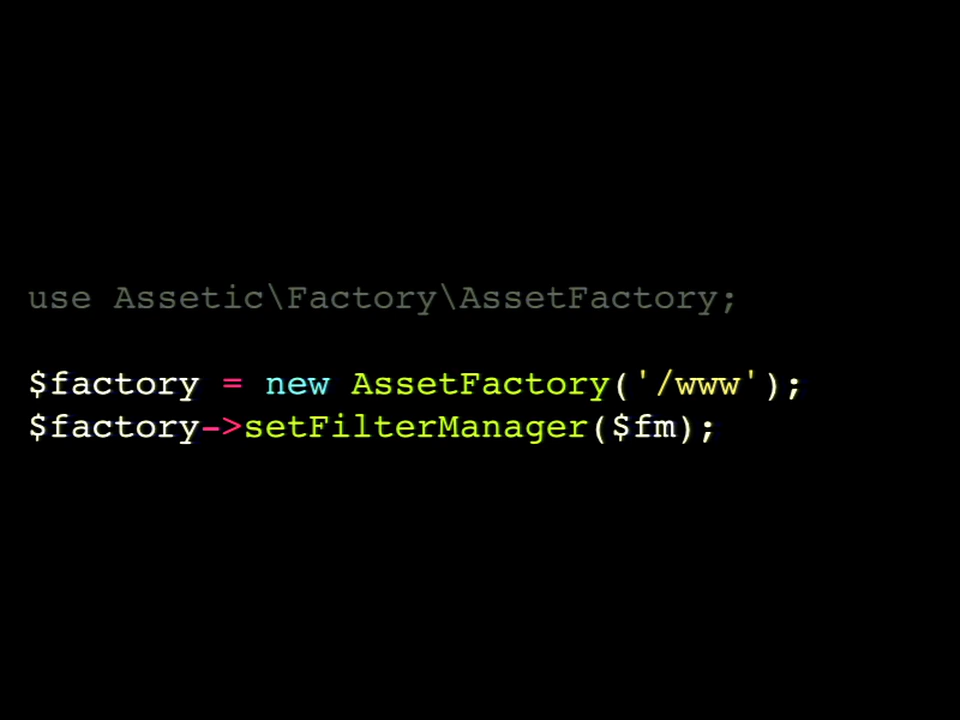 use Assetic\Factory\AssetFactory;
$factory = new AssetFactory('/www');
$factory->setFilterManager($fm);